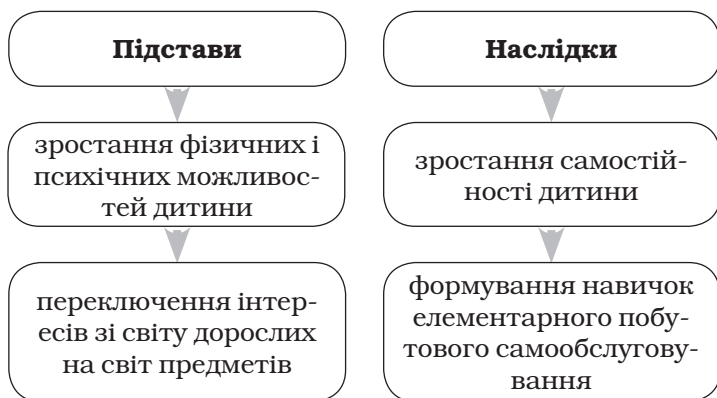 Підстави
зростання фізичних і
психічних можливос-
тей дитини
переключення інтер-
есів зі світу дорослих
на світ предметів
Наслідки
зростання самостій-
ності дитини
формування навичок
елементарного побу-
тового самообслугову-
вання